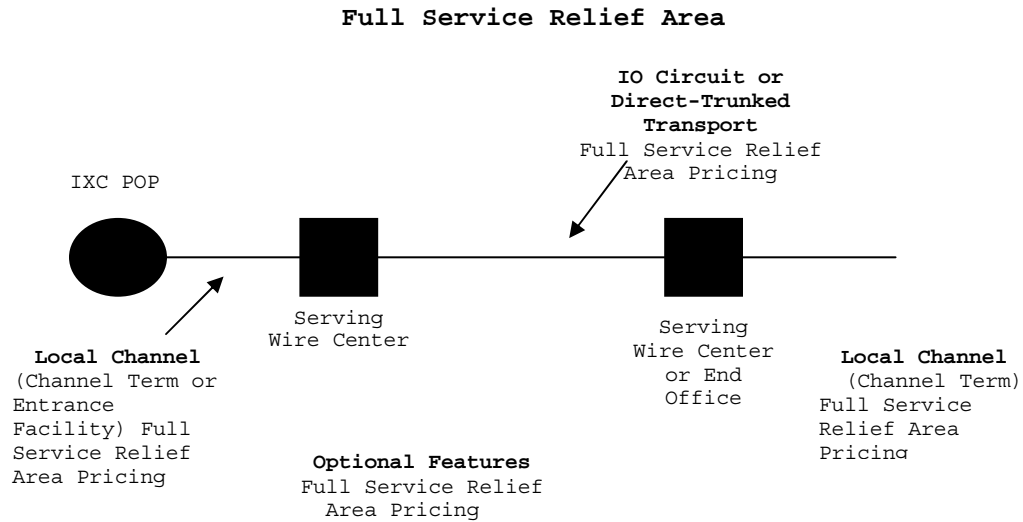 Full Service Relief Area
IO Circuit or
Direct-Trunked
Transport
Full Service Relief
Area Pricing
IXC POP
Serving
Wire Center
Serving
Wire Center
or End
Office
Local Channel
(Channel Term or
Entrance
Facility) Full
Service Relief
Area Pricing
Local Channel
(Channel Term)
Full Service
Relief Area
Pricing
Optional Features
Full Service Relief
Area Pricing